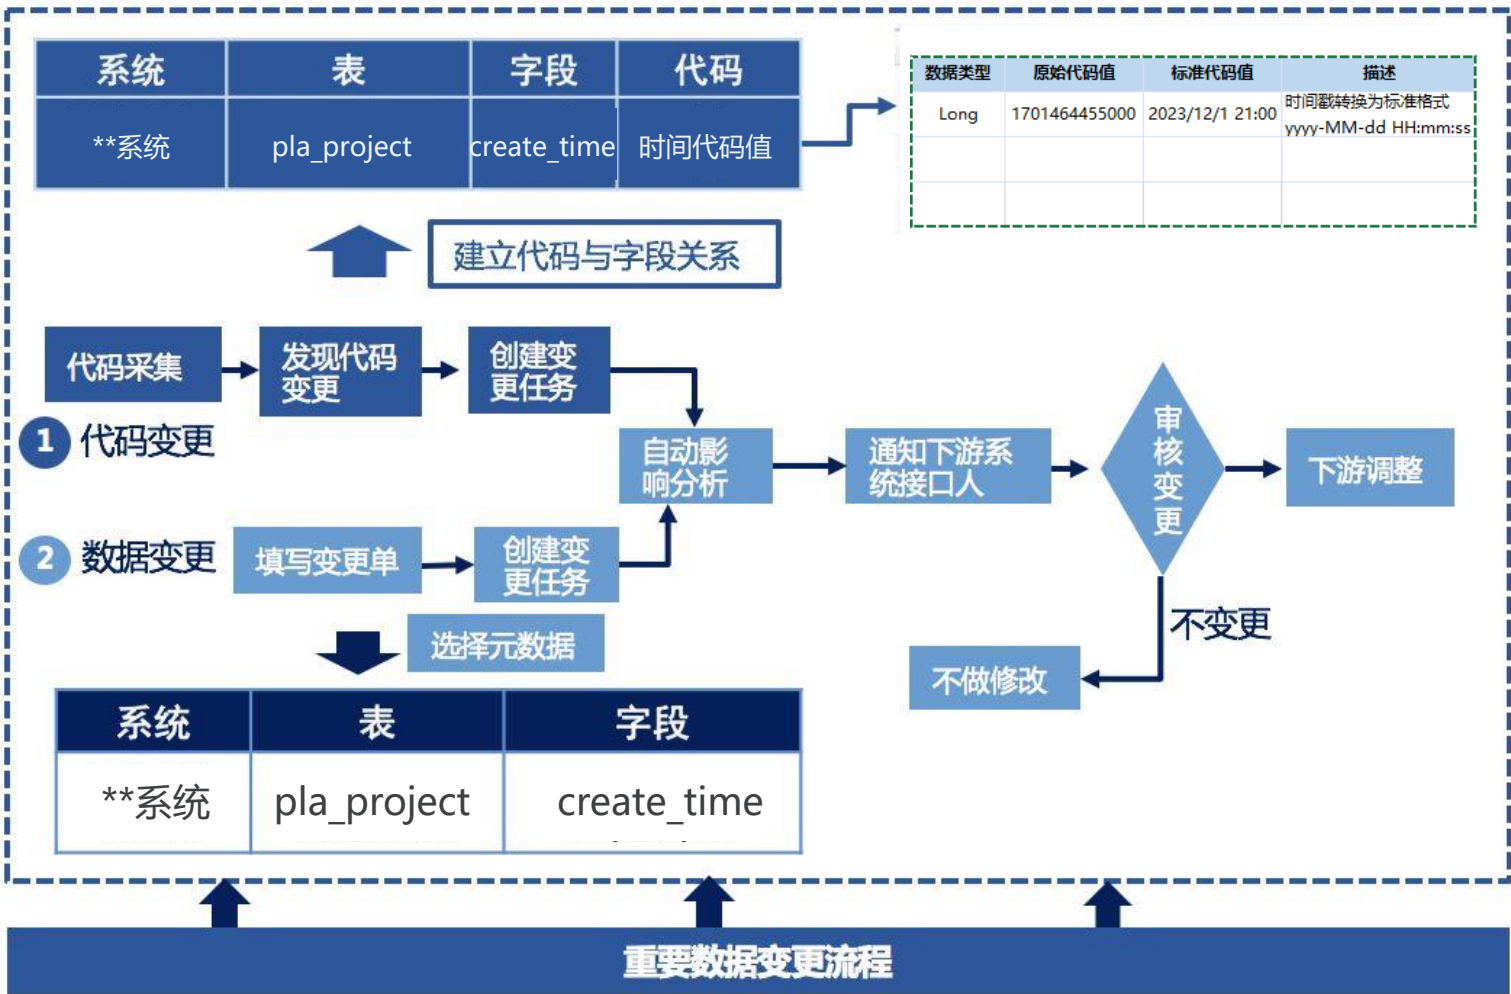 系统 表 字段 代码
**系统 pla_project create_time 时间代码值
数据类型 原始代码值 标准代码值 描述
Long 1701464455000 2023/12/1 21:00 时间戳转换为标准格式
yyyy-MM-dd HH:mm:ss
建立代码与字段关系
代码采集
发现代码
变更
创建变
更任务
1 代码变更
自动影
响分析
通知下游系
统接口人
审
核
变
更
下游调整
2 数据变更
填写变更单
创建变
更任务
选择元数据
不变更
不做修改
系统 表 字段
**系统 pla_project create_time
重要数据变更流程